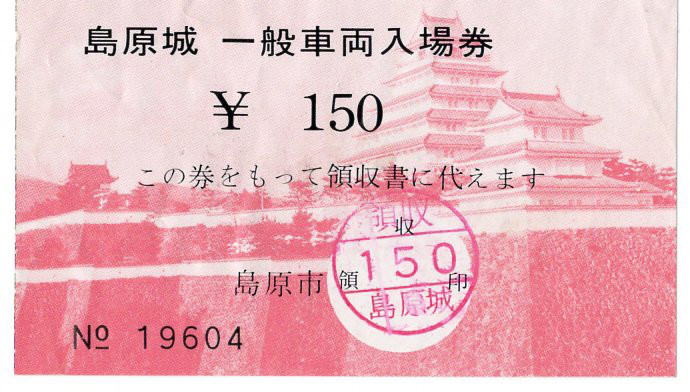 島原城 一般車両入場券
¥ 150
この券をもって領収書に代えます
領収
収
150
島原市 領 印
島原城
№ 19604